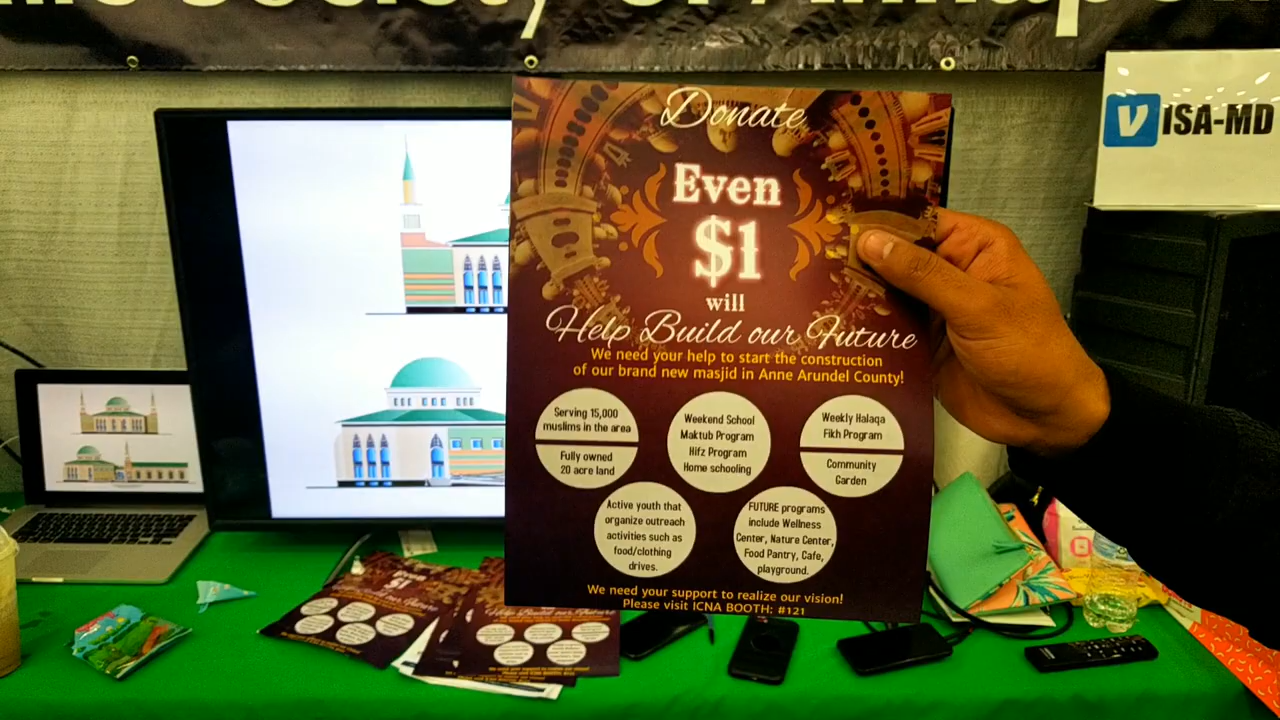 Society of Annapolis
V ISA-MD
Donate
Even
$1
will
Help Build our Future
We need your help to start the construction
of our brand new masjid in Anne Arundel County!
Serving 15,000
muslims in the area
Fully owned
20 acre land
Weekend School
Maktub Program
Hifz Program
Home schooling
Weekly Halaqa
Fikh Program
Community
Garden
Active youth that
organize outreach
activities such as
food/clothing
drives.
FUTURE programs
include Wellness
Center, Nature Center,
Food Pantry, Cafe,
playground.
We need your support to realize our vision!
Please visit ICNA BOOTH: #121